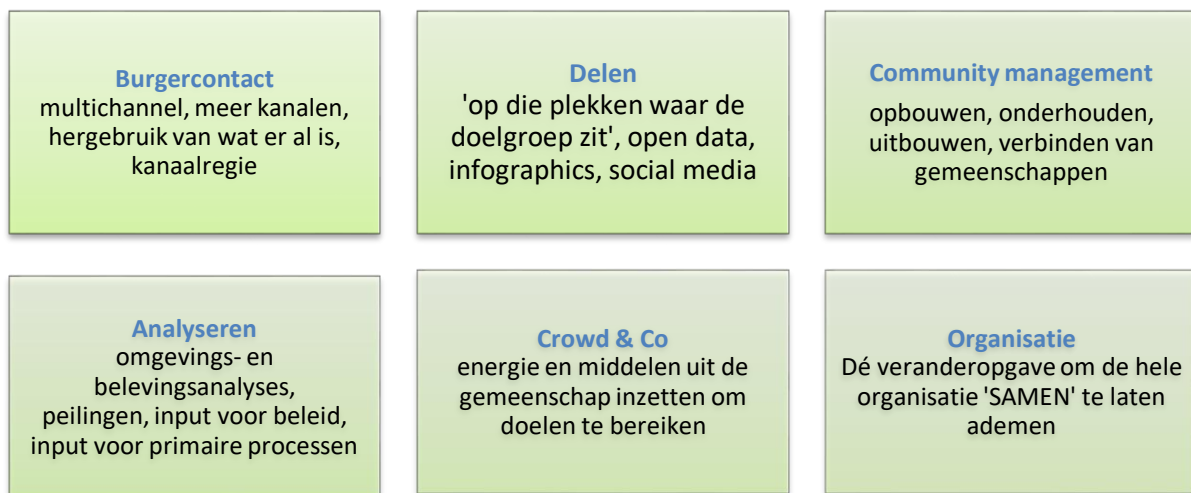 Burgercontact
multichannel, meer kanalen,
hergebruik van wat er al is,
kanaalregie
Delen
'op die plekken waar de
doelgroep zit', open data,
infographics, social media
Community management
opbouwen, onderhouden,
uitbouwen, verbinden van
gemeenschappen
Analyseren
omgevings- en
belevingsanalyses,
peilingen, input voor beleid,
input voor primaire processen
Crowd & Co
energie en middelen uit de
gemeenschap inzetten om
doelen te bereiken
Organisatie
Dé veranderopgave om de hele
organisatie 'SAMEN' te laten
ademen